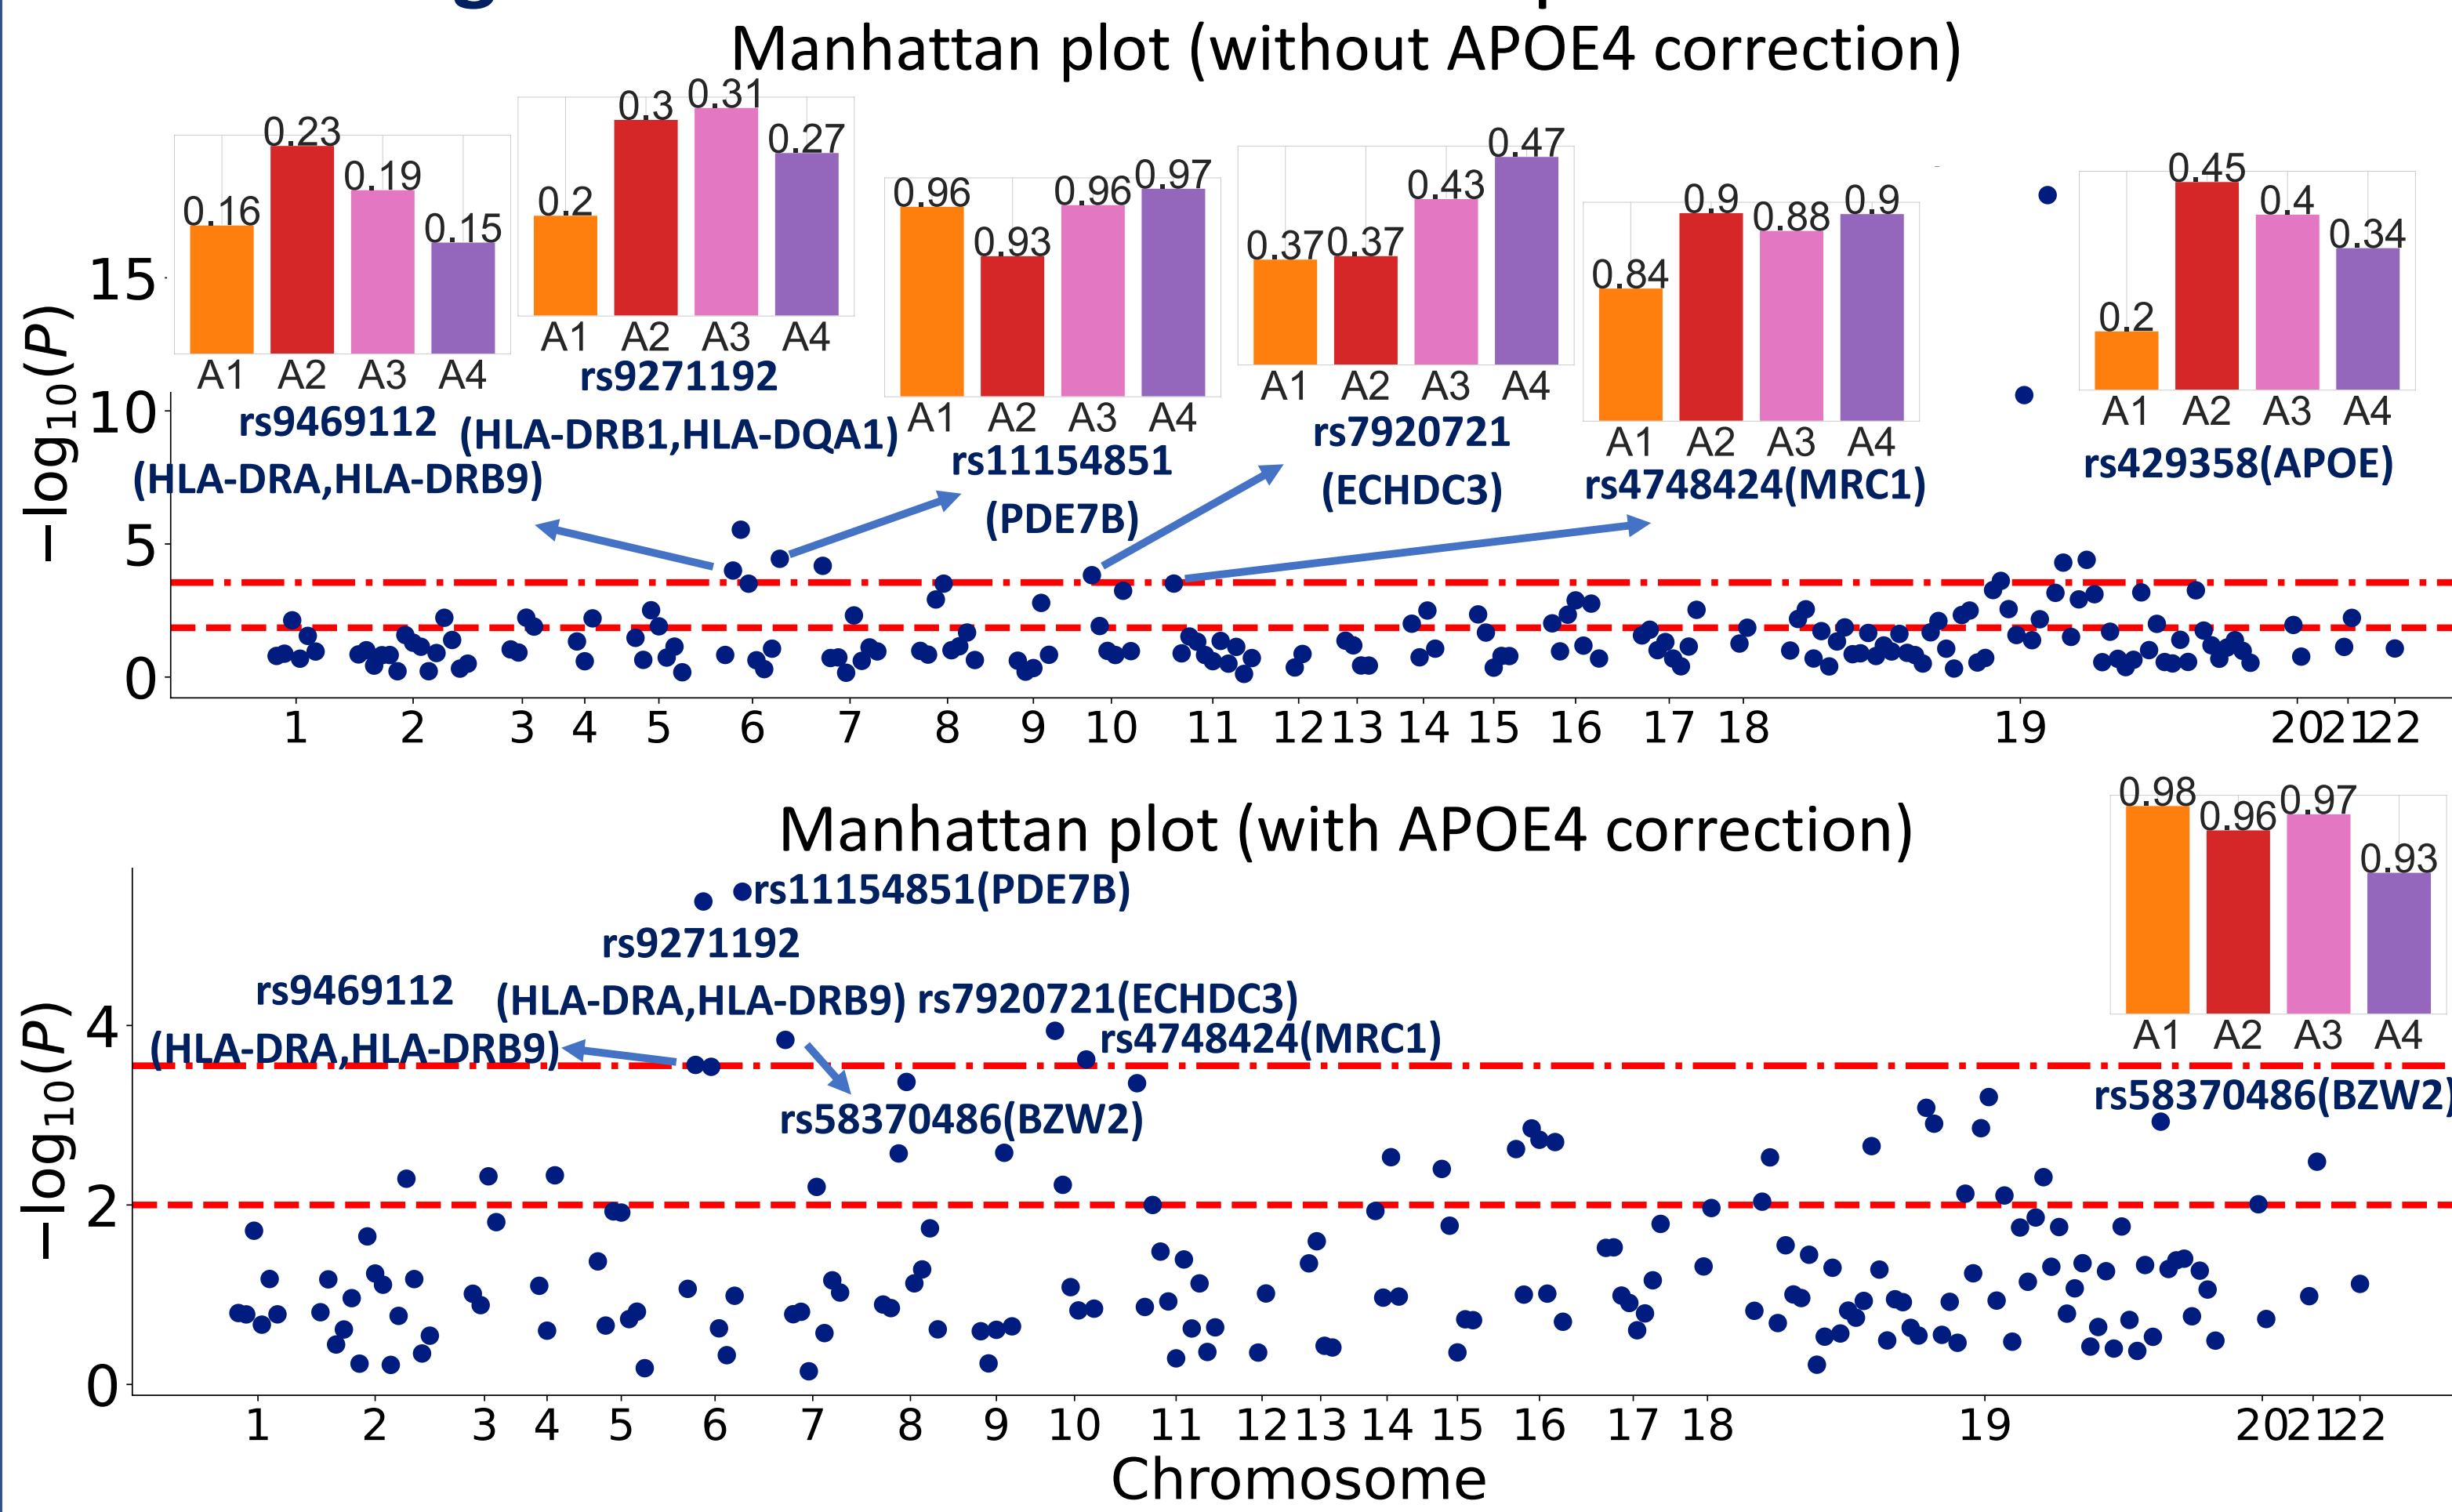 Manhattan plot (without APOE4 correction)
0.16
0.23
0.19
0.15
A1 A2 A3 A4
rs9469112
(HLA-DRA,HLA-DRB9)
0.2
0.3
0.31
0.27
A1 A2 A3 A4
rs9271192
(HLA-DRB1,HLA-DQA1)
0.96
0.93
0.96
0.97
A1 A2 A3 A4
rs11154851
(PDE7B)
0.37
0.37
0.43
0.47
A1 A2 A3 A4
rs7920721
(ECHDC3)
0.84
0.9
0.88
0.9
A1 A2 A3 A4
rs4748424(MRC1)
0.2
0.45
0.4
0.34
A1 A2 A3 A4
rs429358(APOE)
−log10(P)
15
10
5
0
1 2 3 4 5 6 7 8 9 10 11 12 13 14 15 16 17 18 19 20 21 22
Manhattan plot (with APOE4 correction)
0.98
0.96
0.97
0.93
A1 A2 A3 A4
rs58370486(BZW2)
rs11154851(PDE7B)
rs9271192
(HLA-DRA,HLA-DRB9)
rs9469112
(HLA-DRA,HLA-DRB9)
rs7920721(ECHDC3)
rs4748424(MRC1)
rs58370486(BZW2)
−log10(P)
4
2
0
1 2 3 4 5 6 7 8 9 10 11 12 13 14 15 16 17 18 19 20 21 22
Chromosome